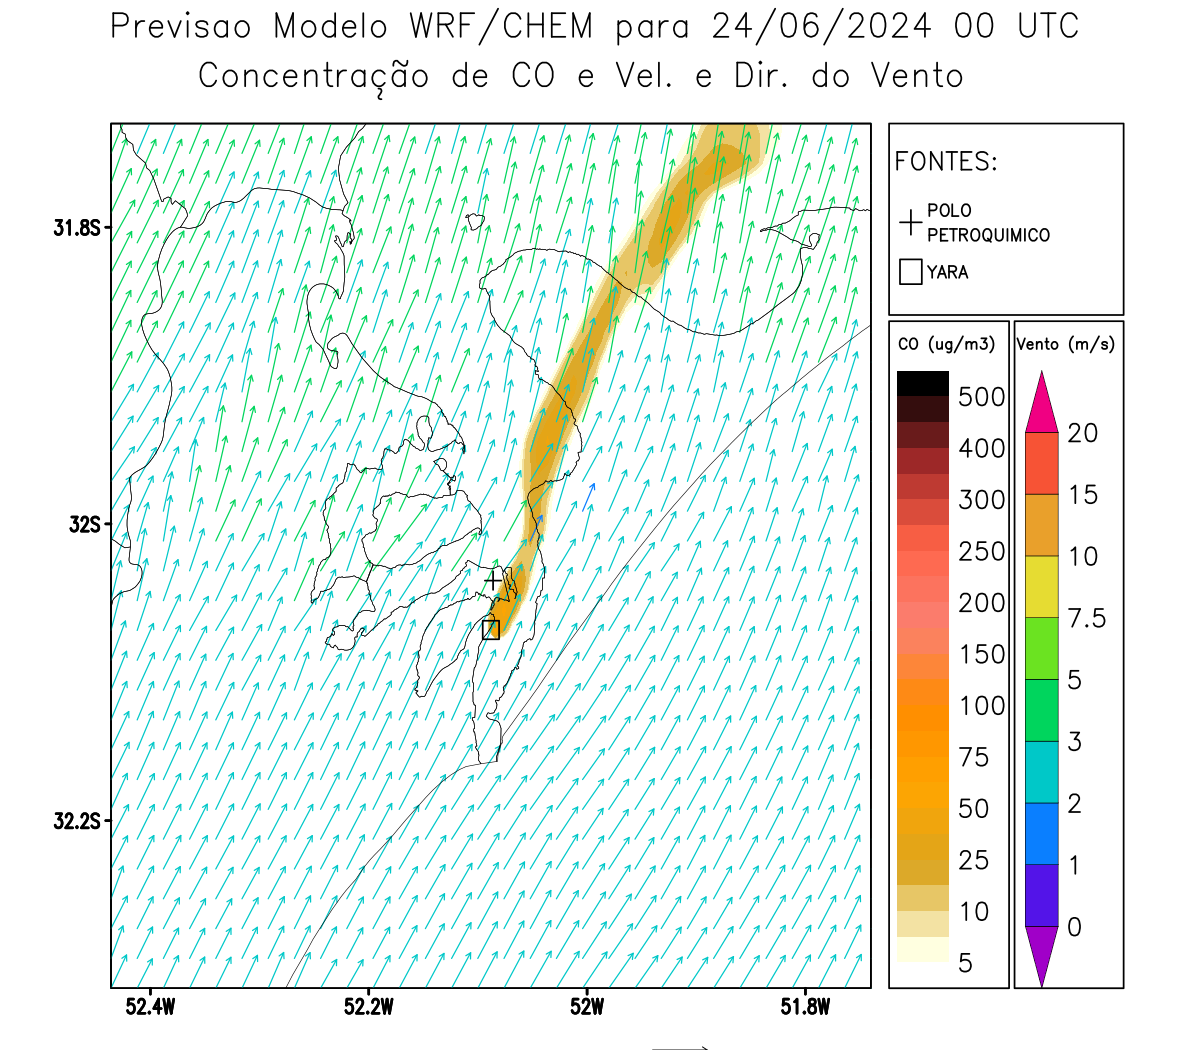 Previsao Modelo WRF/CHEM para 24/06/2024 00 UTC
Concentração de CO e Vel. e Dir. do Vento
FONTES:
POLO
PETROQUIMICO
YARA
31.8S
32S
32.2S
52.4W
52.2W
52W
51.8W
CO (ug/m3)
500
400
300
250
200
150
100
75
50
25
10
5
Vento (m/s)
20
15
10
7.5
5
3
2
1
0